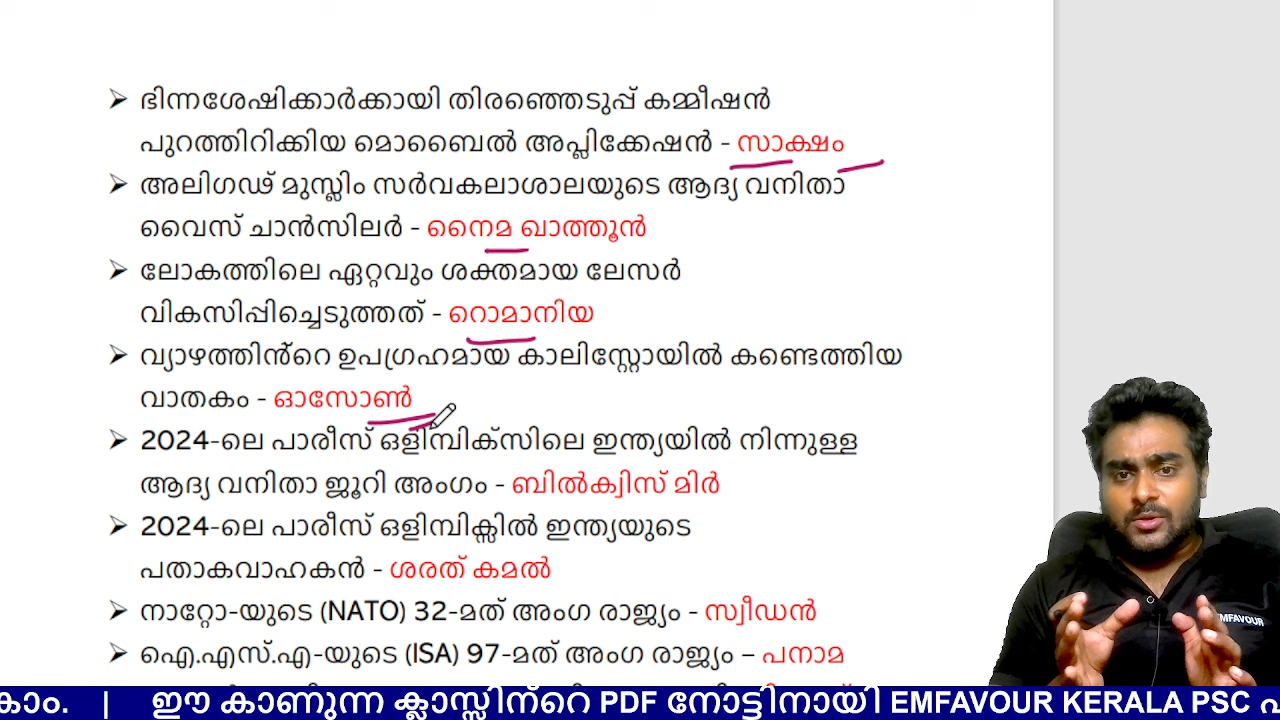 ➢ ഭിന്നശേഷിക്കാർക്കായി തിരഞ്ഞെടുപ്പ് കമ്മീഷൻ
പുറത്തിറിക്കിയ മൊബൈൽ അപ്ലിക്കേഷൻ - സാക്ഷം
➢ അലിഗഢ് മുസ്ലിം സർവകലാശാലയുടെ ആദ്യ വനിതാ
വൈസ് ചാൻസിലർ - നൈമ ഖാത്തൂൻ
➢ ലോകത്തിലെ ഏറ്റവും ശക്തമായ ലേസർ
വികസിപ്പിച്ചെടുത്തത് - റൊമാനിയ
➢ വ്യാഴത്തിൻ്റെ ഉപഗ്രഹമായ കാലിസ്റ്റോയിൽ കണ്ടെത്തിയ
വാതകം - ഓസോൺ
➢ 2024-ലെ പാരീസ് ഒളിമ്പിക്സിലെ ഇന്ത്യയിൽ നിന്നുള്ള
ആദ്യ വനിതാ ജൂറി അംഗം - ബിൽക്വിസ് മിർ
➢ 2024-ലെ പാരീസ് ഒളിമ്പിക്സിൽ ഇന്ത്യയുടെ
പതാകവാഹകൻ - ശരത് കമൽ
➢ നാറ്റോ-യുടെ (NATO) 32-മത് അംഗ രാജ്യം - സ്വീഡൻ
➢ ഐ.എസ്.എ-യുടെ (ISA) 97-മത് അംഗ രാജ്യം – പനാമ
EMFAVOUR
കാം. | ഈ കാണുന്ന ക്ലാസ്സിന്റെ PDF നോട്ടിനായി EMFAVOUR KERALA PSC